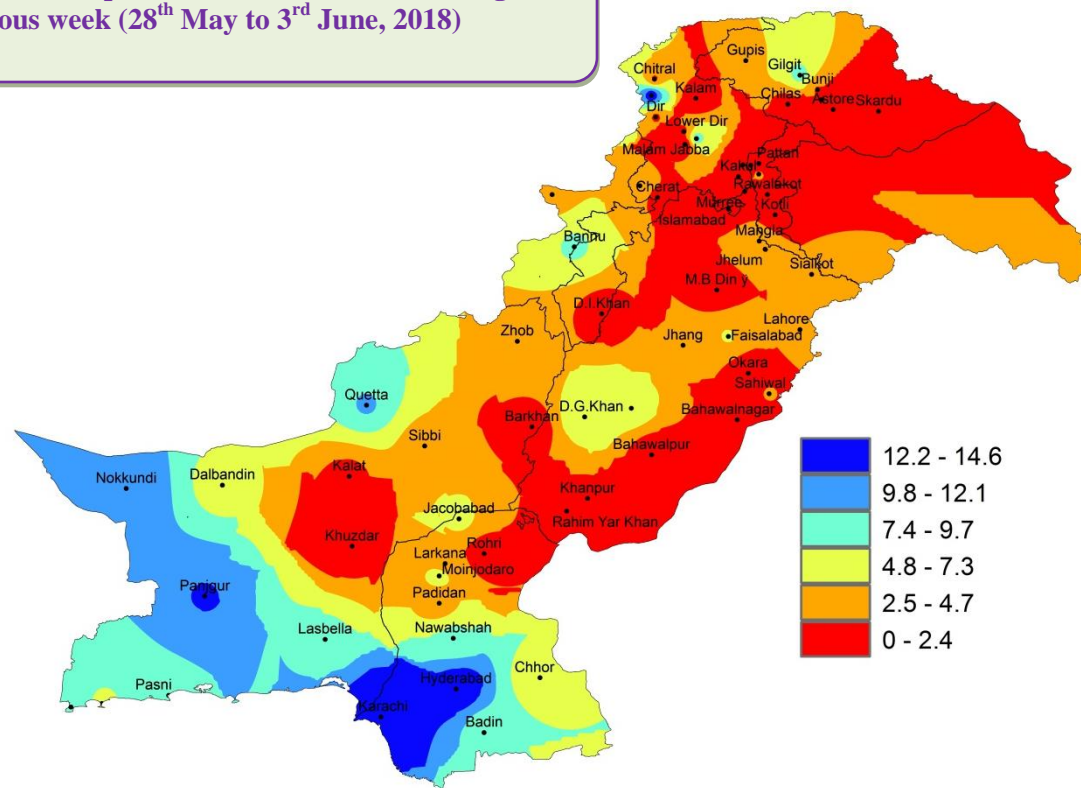 ous week (28th May to 3rd June, 2018)
Gupis
Gilgit
Chitral
Bunji
Kalam
Chilas
Astore Skardu
Dir
Lower Dir
Malam Jabba
Pattan
Kakul
Cherat
Rawalakot
Murree
Kotli
Islamabad
Mangla
Bannu
Jhelum
Sialkot
M.B Din ÿ
D.I.Khan
Zhob
Lahore
Jhang
Faisalabad
Okara
Sahiwal
Quetta
D.G.Khan
Bahawalnagar
Barkhan
Sibbi
Bahawalpur
Nokkundi
Dalbandin
Kalat
Khanpur
Jacobabad
Rahim Yar Khan
Khuzdar
Rohri
Larkana
Moinjodaro
Panjgur
Padidan
Lasbella
Nawabshah
Chhor
Pasni
Hyderabad
Karachi
Badin
12.2 - 14.6
9.8 - 12.1
7.4 - 9.7
4.8 - 7.3
2.5 - 4.7
0 - 2.4